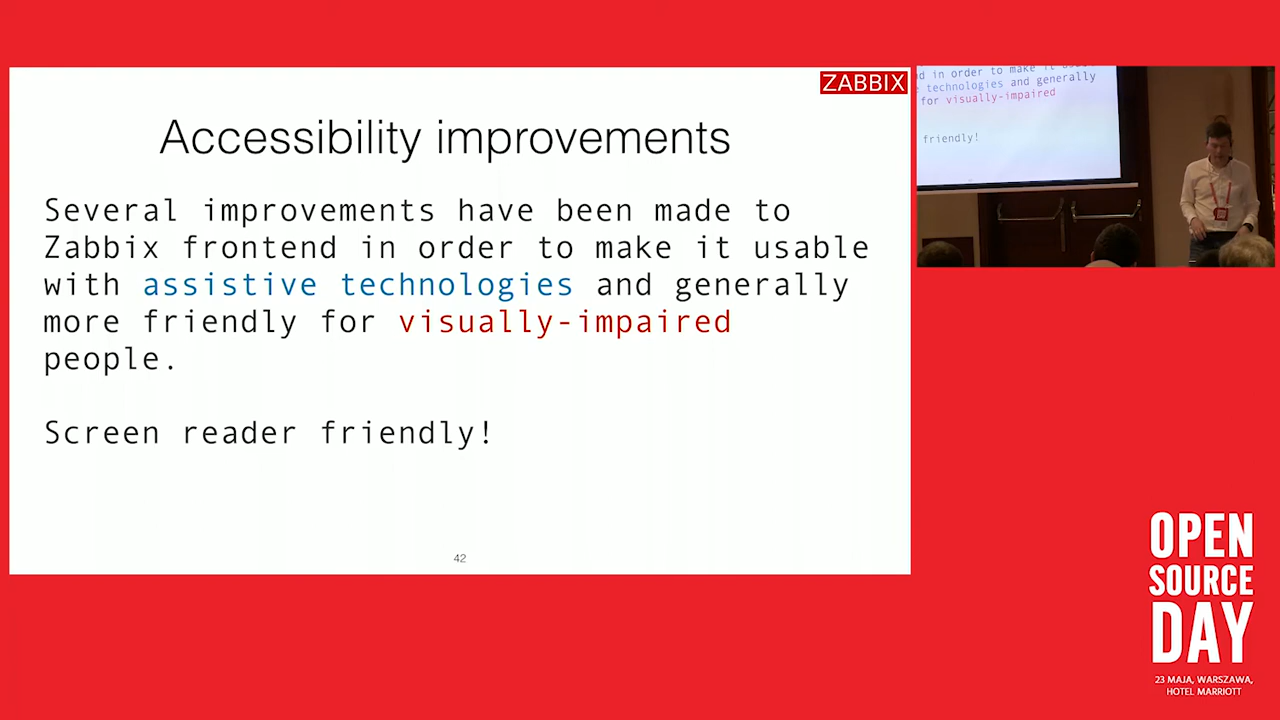 ZABBIX
Accessibility improvements
Several improvements have been made to
Zabbix frontend in order to make it usable
with assistive technologies and generally
more friendly for visually-impaired
people.
Screen reader friendly!
42
d in order to make it
technologies and generally
for visually-impaired
friendly!
OPEN
SOURCE
DAY
23 MAJA, WARSZAWA,
HOTEL MARRIOTT